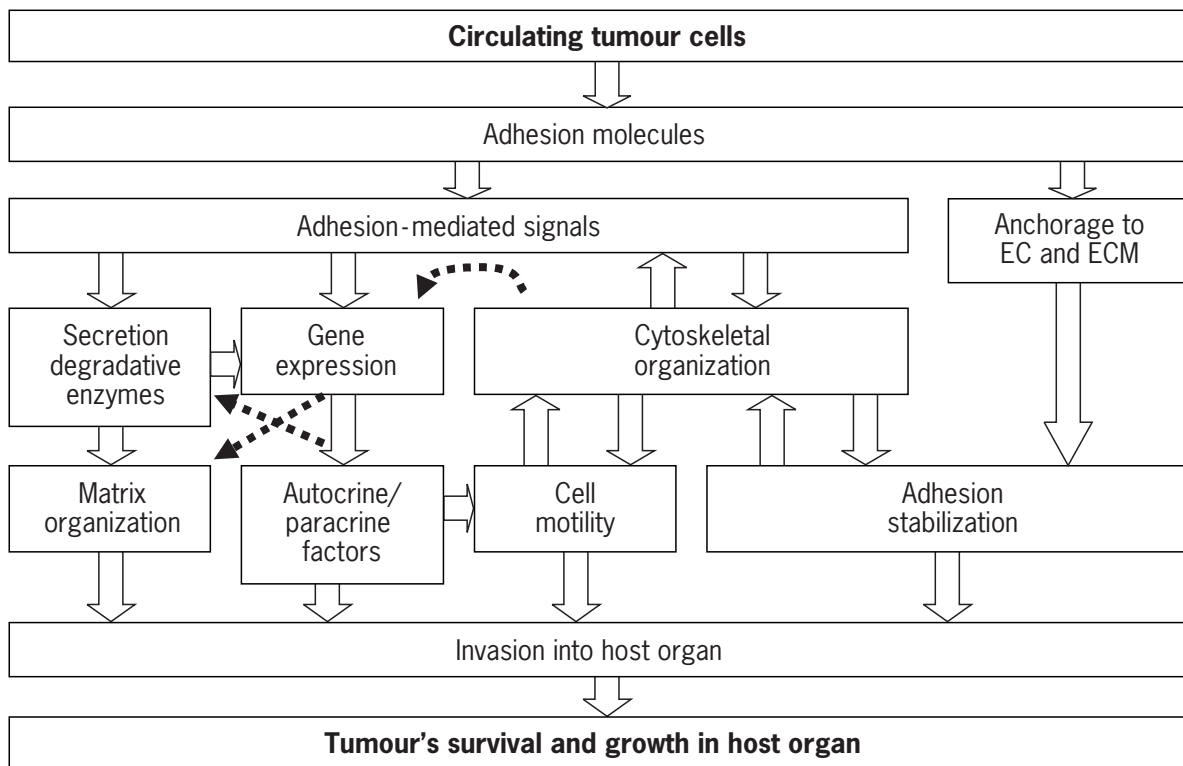 Circulating tumour cells
Adhesion molecules
Adhesion-mediated signals
Anchorage to
EC and ECM
Secretion
degradative
enzymes
Gene
expression
Cytoskeletal
organization
Matrix
organization
Autocrine/
paracrine
factors
Cell
motility
Adhesion
stabilization
Invasion into host organ
Tumour's survival and growth in host organ